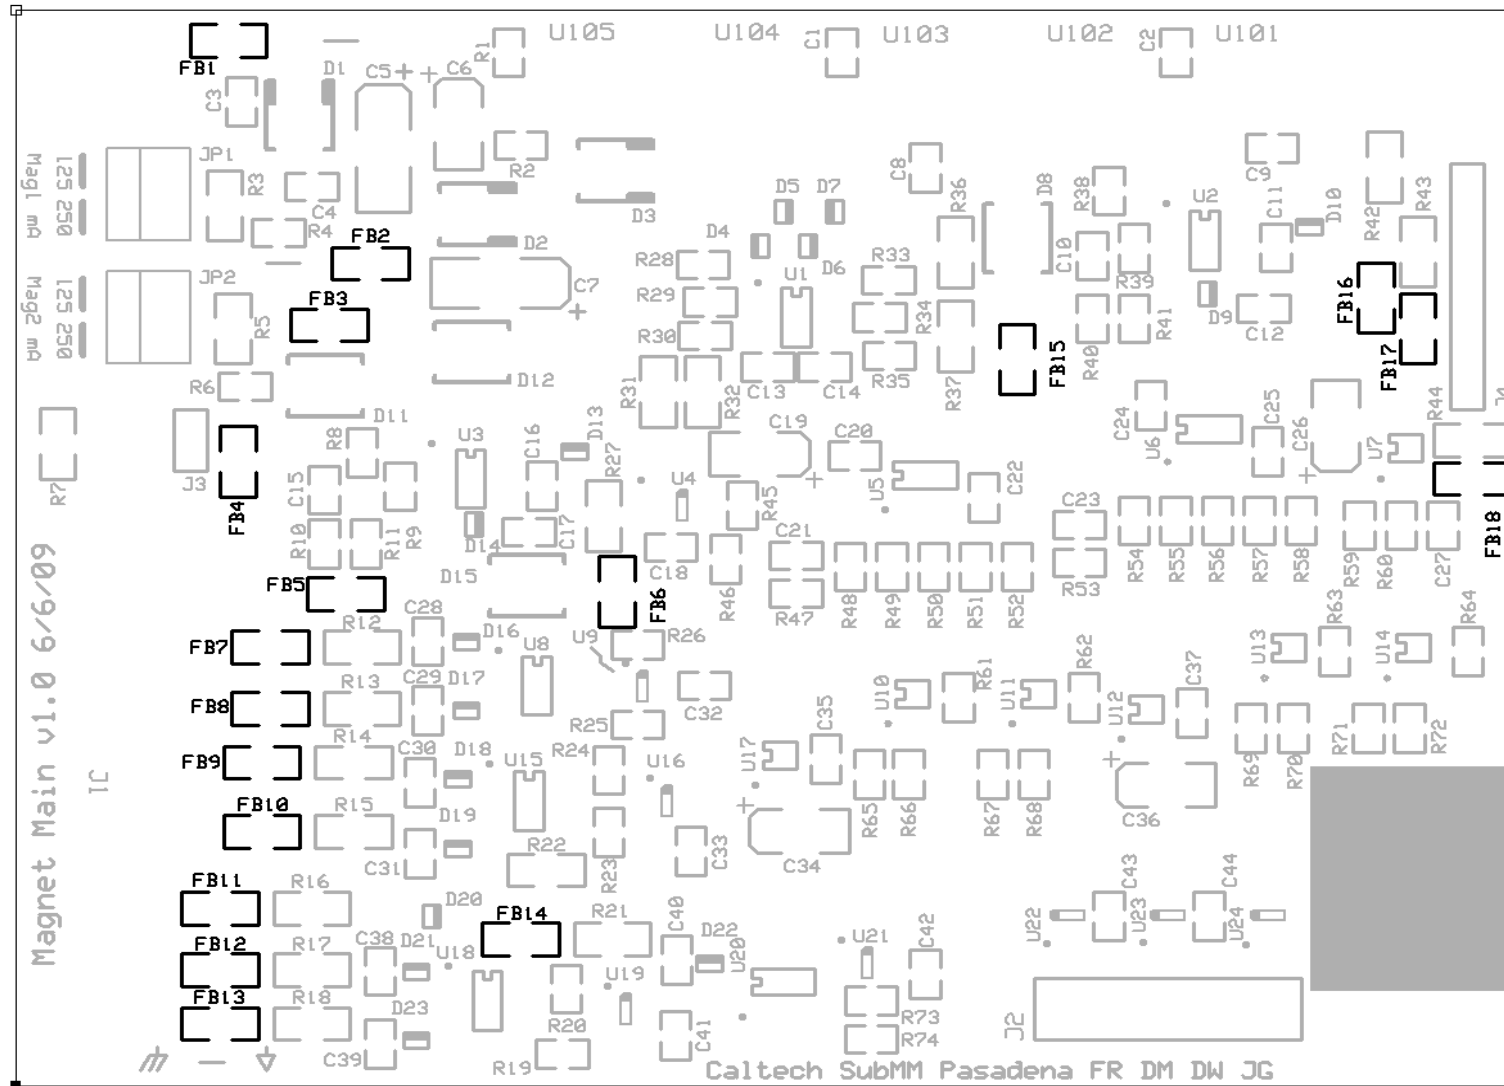 U105 U104 C1 U103 U102 C2 U101
FB1 D1 C5 + + C6 R1
C3
JP1 R3 C4 R2 D5 D7 C8 R36 D8 R38 U2 C9 C11 D10 R42 R43
Mag1 mA
125 250
R4 D3
FB2 D2 D4 R28 U1 D6 R33 C10 R39
JP2 FB3 C7 + R29 R34 R41 D9 C12 FB16
Mag2 mA
125 250
R5 R30 R35 FB15 R40 FB17
R6 D12 R31 R32 C13 C14 R37
D11 R8 U3 C16 D13 R27 C19 C20 C24 U6 C25 C26 U7 R44 J4
R7 J3 FB4 C15 R9 U4 R45 + U5 C22 C23 +
R10 R11 D14 C17 C21 R54 R55 R56 R57 R58 R59 R60 C27 FB18
FB5 D15 C18 R46 R47 R48 R49 R50 R51 R52 R53
FB6
R12 C28 D16 U8 U9 R26 R63 R64
FB7 U13 U14
R13 C29 D17 C32 U10 R61 U11 R62 U12 C37
FB8 R25
R14 C30 D18 U15 R24 U16 U17 C35 R69 R70 R71 R72
FB9 +
FB10 R15 D19 + R65 R66 R67 R68 C36
C31 R22 R23 C33 C34
FB11 R16 D20 FB14 R21 C40 D22 U20 U21 C42 U22 C43 U23 C44 U24
FB12 R17 C38 D21 U18 U19
FB13 R18 D23 R20 C41 R73 J2
C39 R19 R74
J1
Magnet Main v1.0 6/6/09
Caltech SubMM Pasadena FR DM DW JG